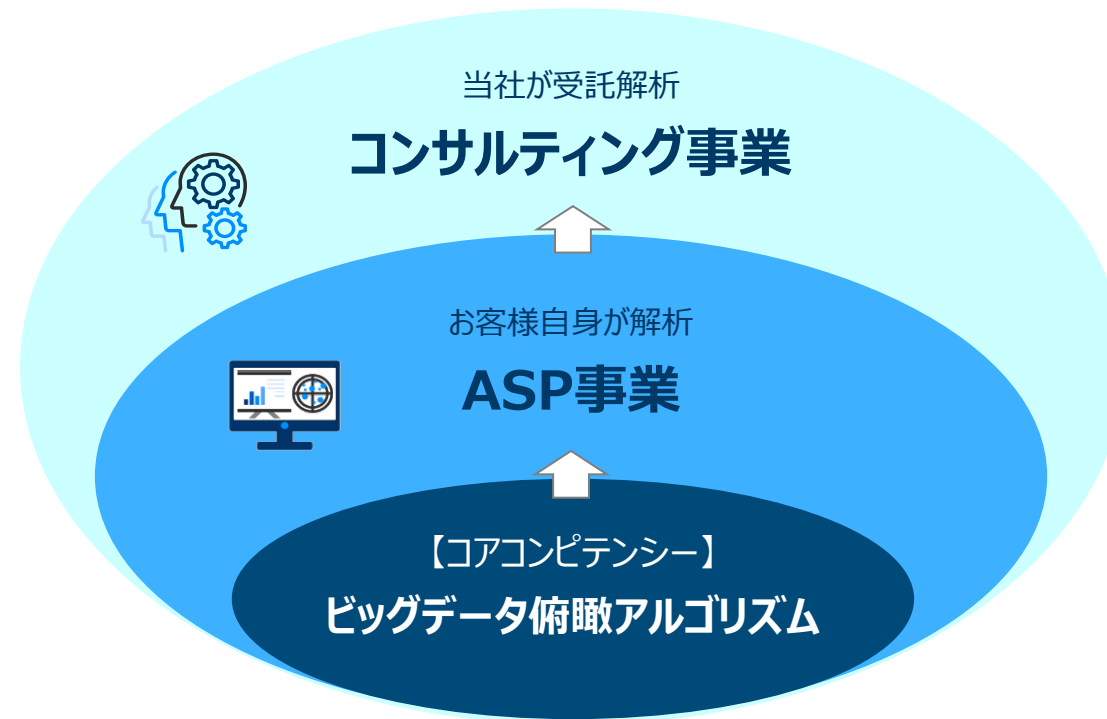 当社が受託解析
コンサルティング事業
お客様自身が解析
ASP事業
【コアコンピテンシー】
ビッグデータ俯瞰アルゴリズム